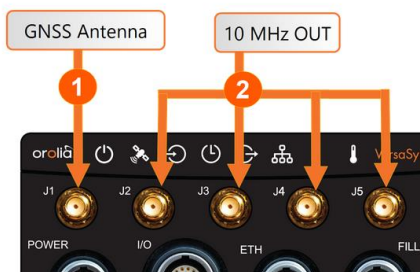 GNSS Antenna
10 MHz OUT
1
2
orolia
VersaSy
J1
J2
J3
J4
J5
POWER
I/O
ETH
FILL